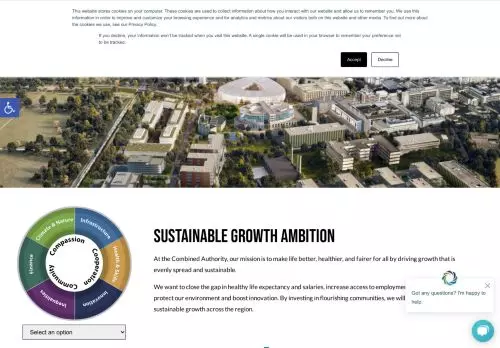 This website stores cookies on your computer. These cookies are used to collect information about how you interact with our website and allow us to remember you. We use this
information in order to improve and customize your browsing experience and for analytics and metrics about our visitors both on this website and other media. To find out more
about the cookies we use, see our Privacy Policy.
If you decline, your information won't be tracked when you visit this website. A single cookie will be used in your browser to remember your preference not
to be tracked.
Accept
Decline
Climate & Nature
Infrastructure
Health & Skills
Innovation
Inequalities
Finance
Compassion
Cooperation
Community
Select an option
SUSTAINABLE GROWTH AMBITION
At the Combined Authority, our mission is to make life better, healthier, and fairer for all by driving growth that is
evenly spread and sustainable.
We want to close the gap in healthy life expectancy and salaries, increase access to employme
protect our environment and boost innovation. By investing in flourishing communities, we will
sustainable growth across the region.
Got any questions? I'm happy to
help.